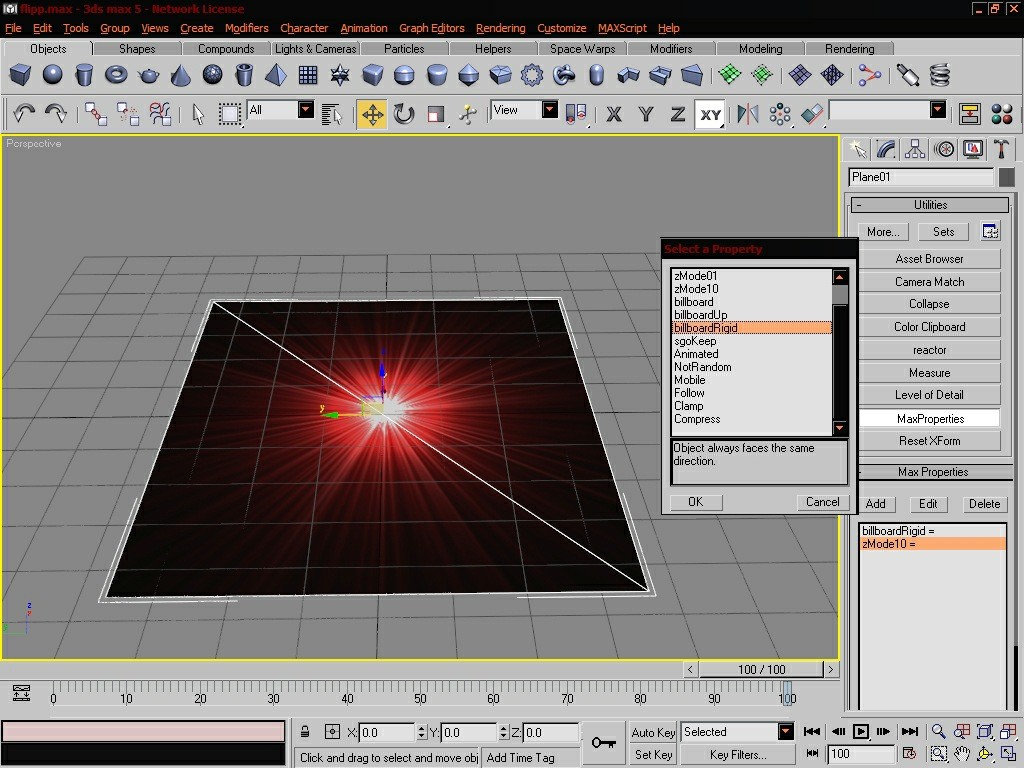 flipp.max - 3ds max 5 - Network License
File Edit Tools Group Views Create Modifiers Character Animation Graph Editors Rendering Customize MAXScript Help
Objects Shapes Compounds Lights & Cameras Particles Helpers Space Warps Modifiers Modeling Rendering
All View X Y Z XY
Perspective
Plane01
- Utilities
More... Sets
Asset Browser
Camera Match
Collapse
Color Clipboard
reactor
Measure
Level of Detail
MaxProperties
Reset XForm
- Max Properties
Add Edit Delete
billboardRigid =
zMode10 =
Select a Property
zMode01
zMode10
billboard
billboardUp
billboardRigid
sgoKeep
Animated
NotRandom
Mobile
Follow
Clamp
Compress
Object always faces the same
direction.
OK Cancel
y
z
< 100 / 100 >
0 10 20 30 40 50 60 70 80 90 100
X: 0.0 Y: 0.0 Z: 0.0
Auto Key Selected
Click and drag to select and move obj Add Time Tag
Set Key Key Filters... 100